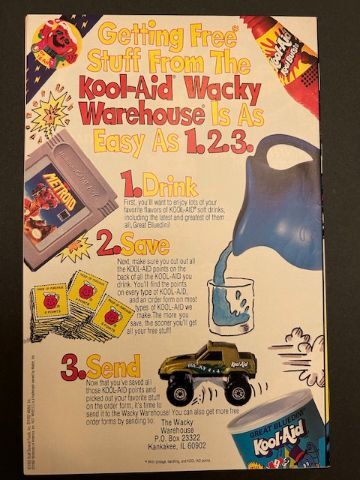 Getting Free*
Stuff From The
Kool-Aid® Wacky
Warehouse® Is As
Easy As 1.2.3.
Kool-Aid
Kool Bursts
METROID
1.Drink
First, you'll want to enjoy lots of your
favorite flavors of KOOL-AID® soft drinks,
including the latest and greatest of them
all, Great Bluedini!
2.Save
Next, make sure you cut out all
the KOOL-AID points on the
back of all the KOOL-AID you
drink. You'll find the points
on every type of KOOL-AID,
and an order form on most
types of KOOL-AID we
make. The more you
save, the sooner you'll get
all your free stuff!
3.Send
Now that you've saved all
those KOOL-AID points and
picked out your favorite stuff
on the order form, it's time to
send it to the Wacky Warehouse! You can also get more free
order forms by sending to:
The Wacky
Warehouse
P.O. Box 23322
Kankakee, IL 60902
Kool-Aid
GREAT BLUEDINI
Kool-Aid